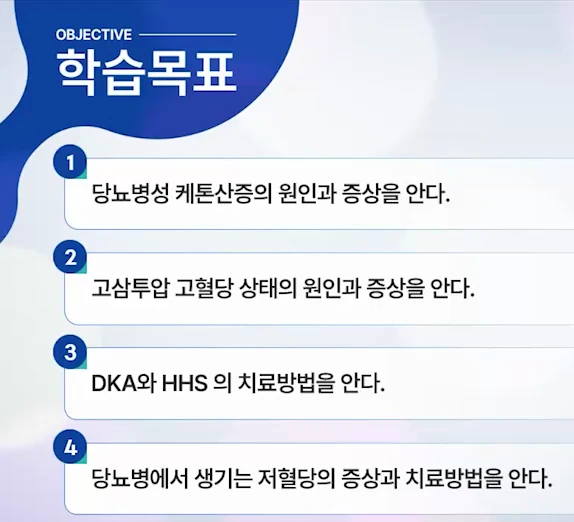 OBJECTIVE
학습목표
1
당뇨병성 케톤산증의 원인과 증상을 안다.
2
고삼투압 고혈당 상태의 원인과 증상을 안다.
3
DKA와 HHS 의 치료방법을 안다.
4
당뇨병에서 생기는 저혈당의 증상과 치료방법을 안다.